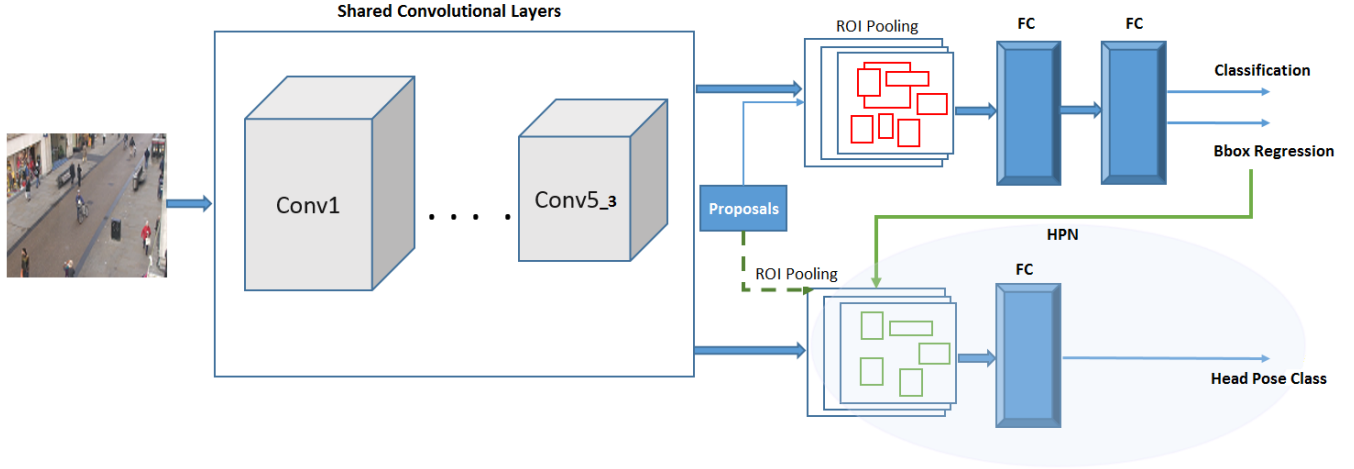 Shared Convolutional Layers
ROI Pooling
FC
FC
Classification
Bbox Regression
Conv1
. . . .
Conv5_3
Proposals
HPN
ROI Pooling
FC
Head Pose Class